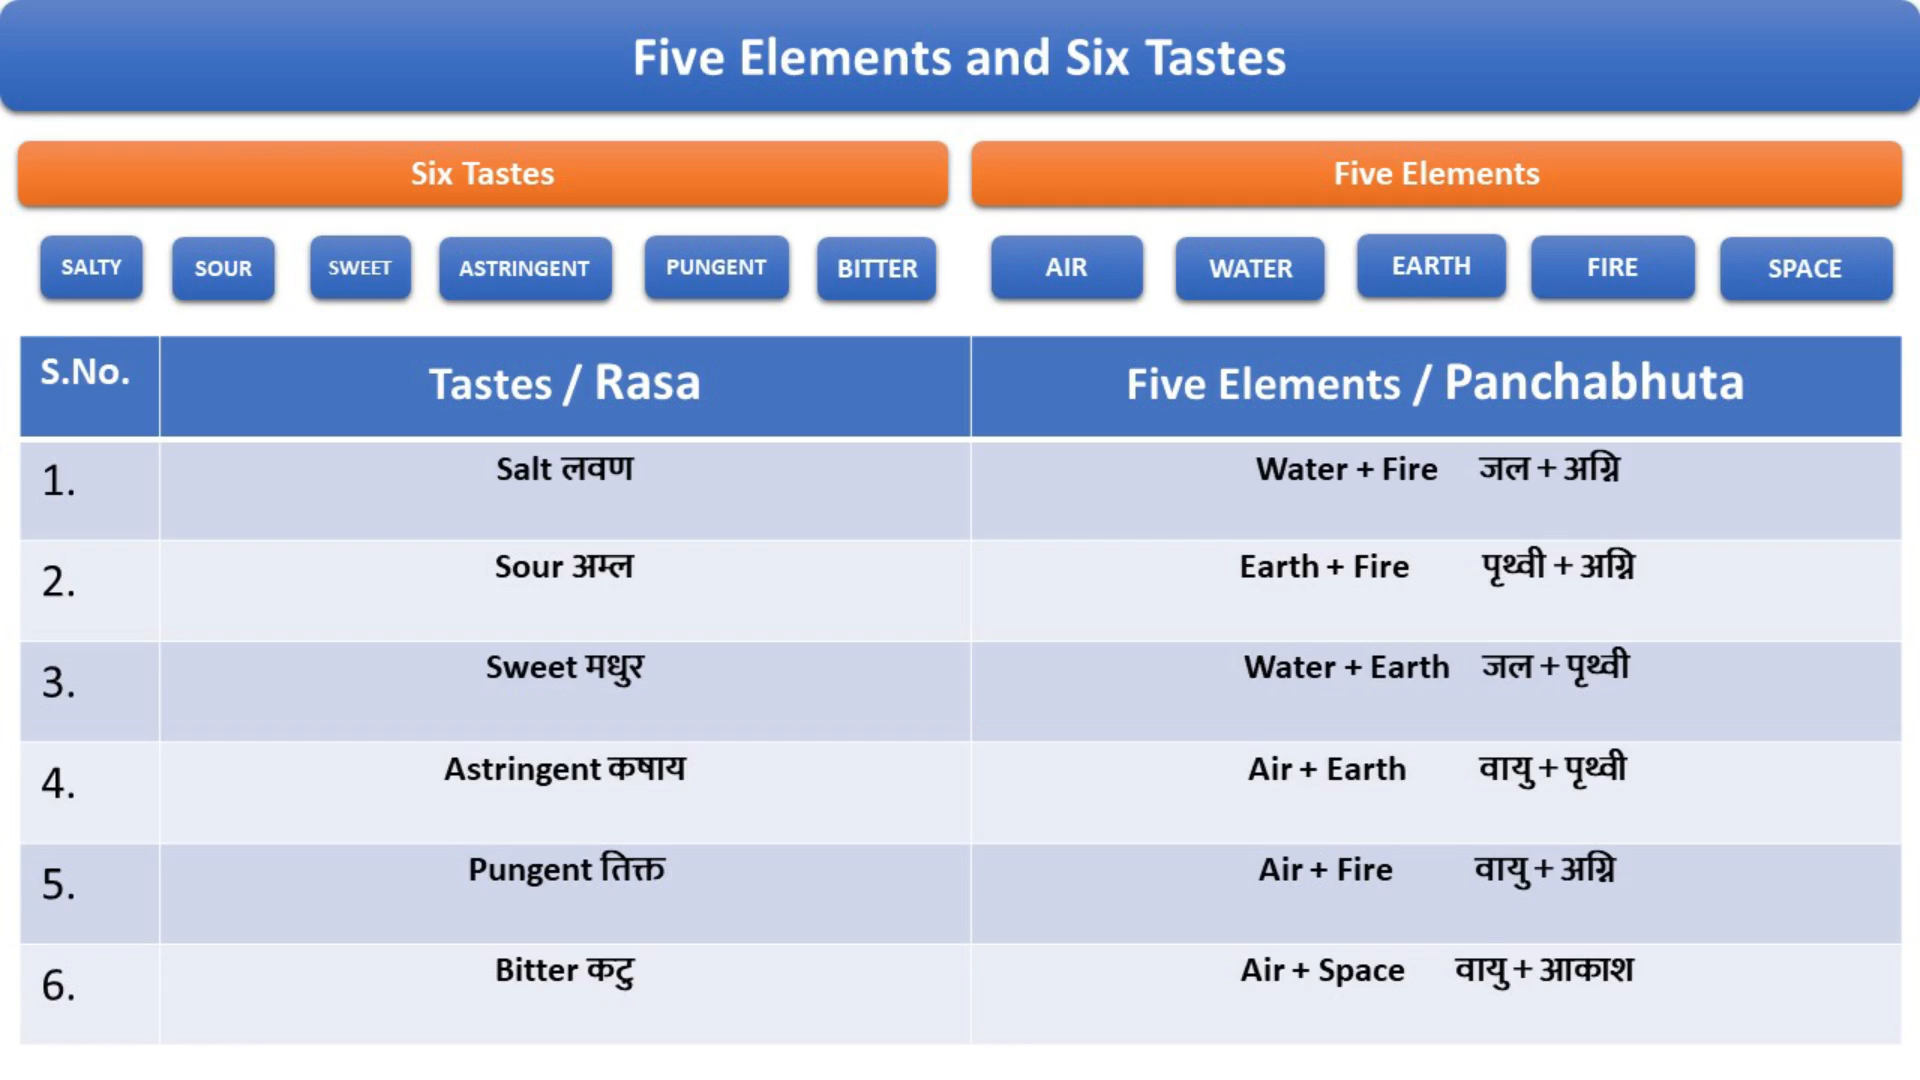 Five Elements and Six Tastes
Six Tastes
Five Elements
SALTY SOUR SWEET ASTRINGENT PUNGENT BITTER AIR WATER EARTH FIRE SPACE
S.No. Tastes / Rasa Five Elements / Panchabhuta
1. Salt लवण Water + Fire जल + अग्नि
2. Sour अम्ल Earth + Fire पृथ्वी + अग्नि
3. Sweet मधुर Water + Earth जल + पृथ्वी
4. Astringent कषाय Air + Earth वायु + पृथ्वी
5. Pungent तिक्त Air + Fire वायु + अग्नि
6. Bitter कटु Air + Space वायु + आकाश